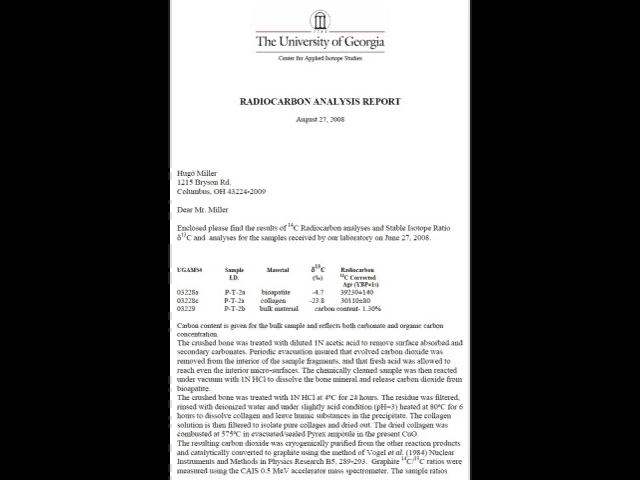 1785
The University of Georgia
Center for Applied Isotope Studies
RADIOCARBON ANALYSIS REPORT
August 27, 2008
Hugo Miller
1215 Bryson Rd.
Columbus, OH 43224-2009
Dear Mr. Miller
Enclosed please find the results of ¹⁴C Radiocarbon analyses and Stable Isotope Ratio
δ¹³C and analyses for the samples received by our laboratory on June 27, 2008.
UGAMS# Sample I.D. Material δ¹³C (‰) Radiocarbon ¹⁴C Corrected Age (YBP±1s)
03228a P-T-2a bioapatite -4.7 39230±140
03228c P-T-2a collagen -23.8 30110±80
03229 P-T-2b bulk material carbon content- 1.30%
Carbon content is given for the bulk sample and reflects both carbonate and organic carbon
concentration.
The crushed bone was treated with diluted 1N acetic acid to remove surface absorbed and
secondary carbonates. Periodic evacuation insured that evolved carbon dioxide was
removed from the interior of the sample fragments, and that fresh acid was allowed to
reach even the interior micro-surfaces. The chemically cleaned sample was then reacted
under vacuum with 1N HCl to dissolve the bone mineral and release carbon dioxide from
bioapatite.
The crushed bone was treated with 1N HCl at 4°C for 24 hours. The residue was filtered,
rinsed with deionized water and under slightly acid condition (pH=3) heated at 80°C for 6
hours to dissolve collagen and leave humic substances in the precipitate. The collagen
solution is then filtered to isolate pure collagen and dried out. The dried collagen was
combusted at 575°C in evacuated/sealed Pyrex ampoule in the present CuO.
The resulting carbon dioxide was cryogenically purified from the other reaction products
and catalytically converted to graphite using the method of Vogel et al. (1984) Nuclear
Instruments and Methods in Physics Research B5, 289-293. Graphite ¹⁴C/¹³C ratios were
measured using the CAIS 0.5 MeV accelerator mass spectrometer. The sample ratios